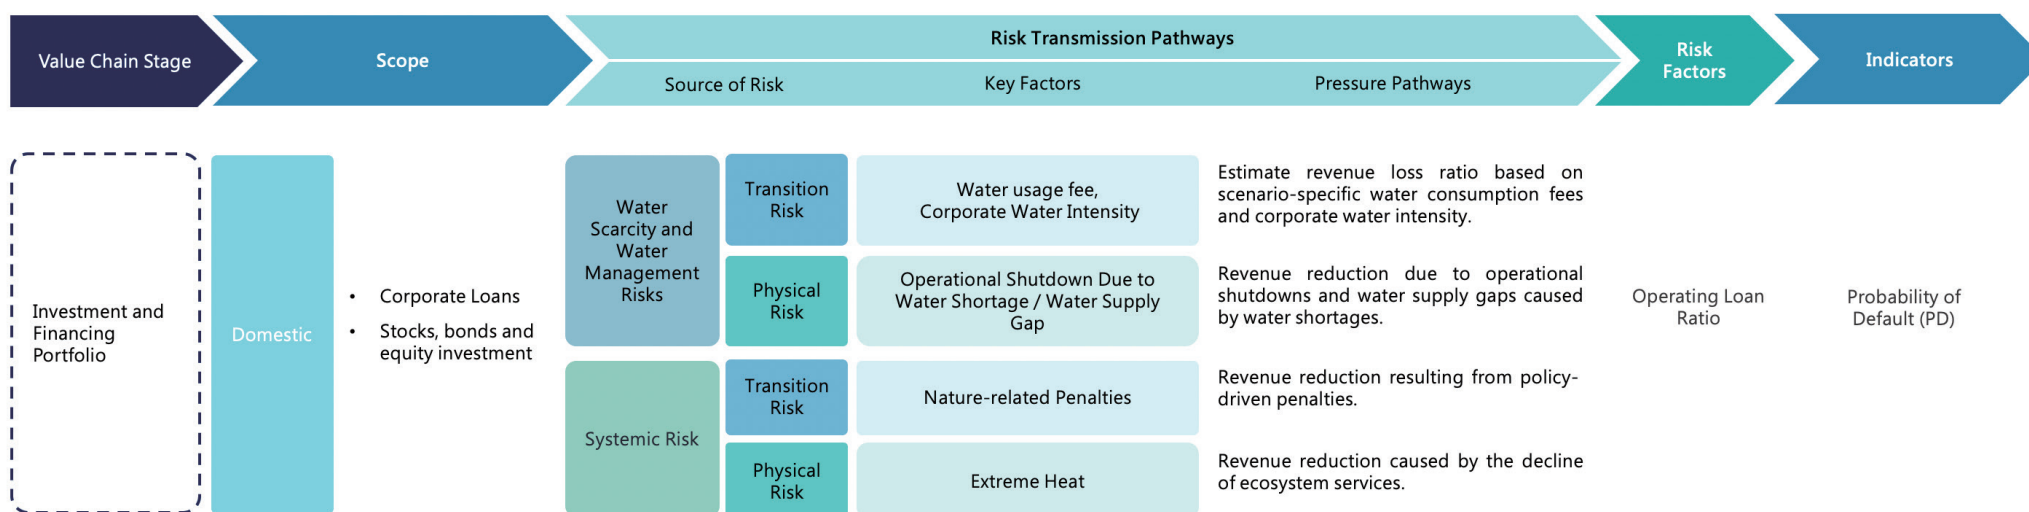 Value Chain Stage
Scope
Risk Transmission Pathways
Source of Risk
Key Factors
Pressure Pathways
Risk
Factors
Indicators
Investment and
Financing
Portfolio
Domestic
• Corporate Loans
• Stocks, bonds and
equity investment
Water
Scarcity and
Water
Management
Risks
Transition
Risk
Water usage fee,
Corporate Water Intensity
Estimate revenue loss ratio based on
scenario-specific water consumption fees
and corporate water intensity.
Physical
Risk
Operational Shutdown Due to
Water Shortage / Water Supply
Gap
Revenue reduction due to operational
shutdowns and water supply gaps caused
by water shortages.
Systemic Risk
Transition
Risk
Nature-related Penalties
Revenue reduction resulting from policy-
driven penalties.
Physical
Risk
Extreme Heat
Revenue reduction caused by the decline
of ecosystem services.
Operating Loan
Ratio
Probability of
Default (PD)